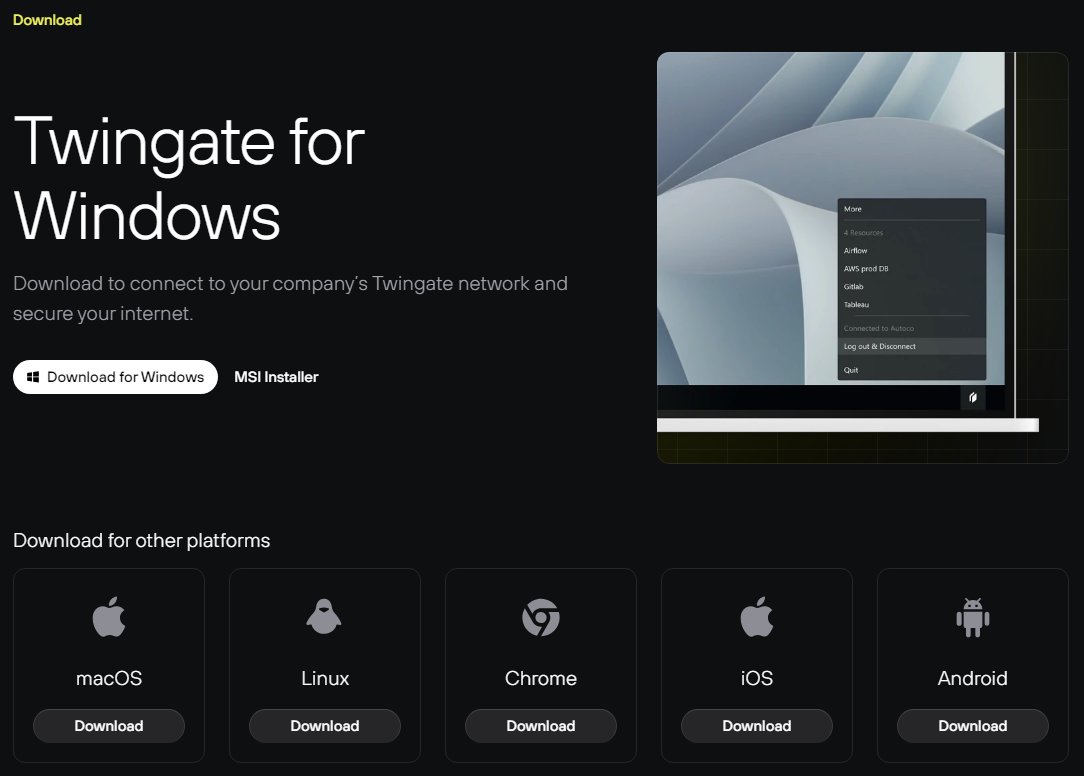 Download
Twingate for
Windows
Download to connect to your company's Twingate network and
secure your internet.
Download for Windows
MSI Installer
More
4 Resources
Airflow
AWS prod DB
Gitlab
Tableau
Connected to Autoco
Log out & Disconnect
Quit
Download for other platforms
macOS
Linux
Chrome
iOS
Android
Download
Download
Download
Download
Download